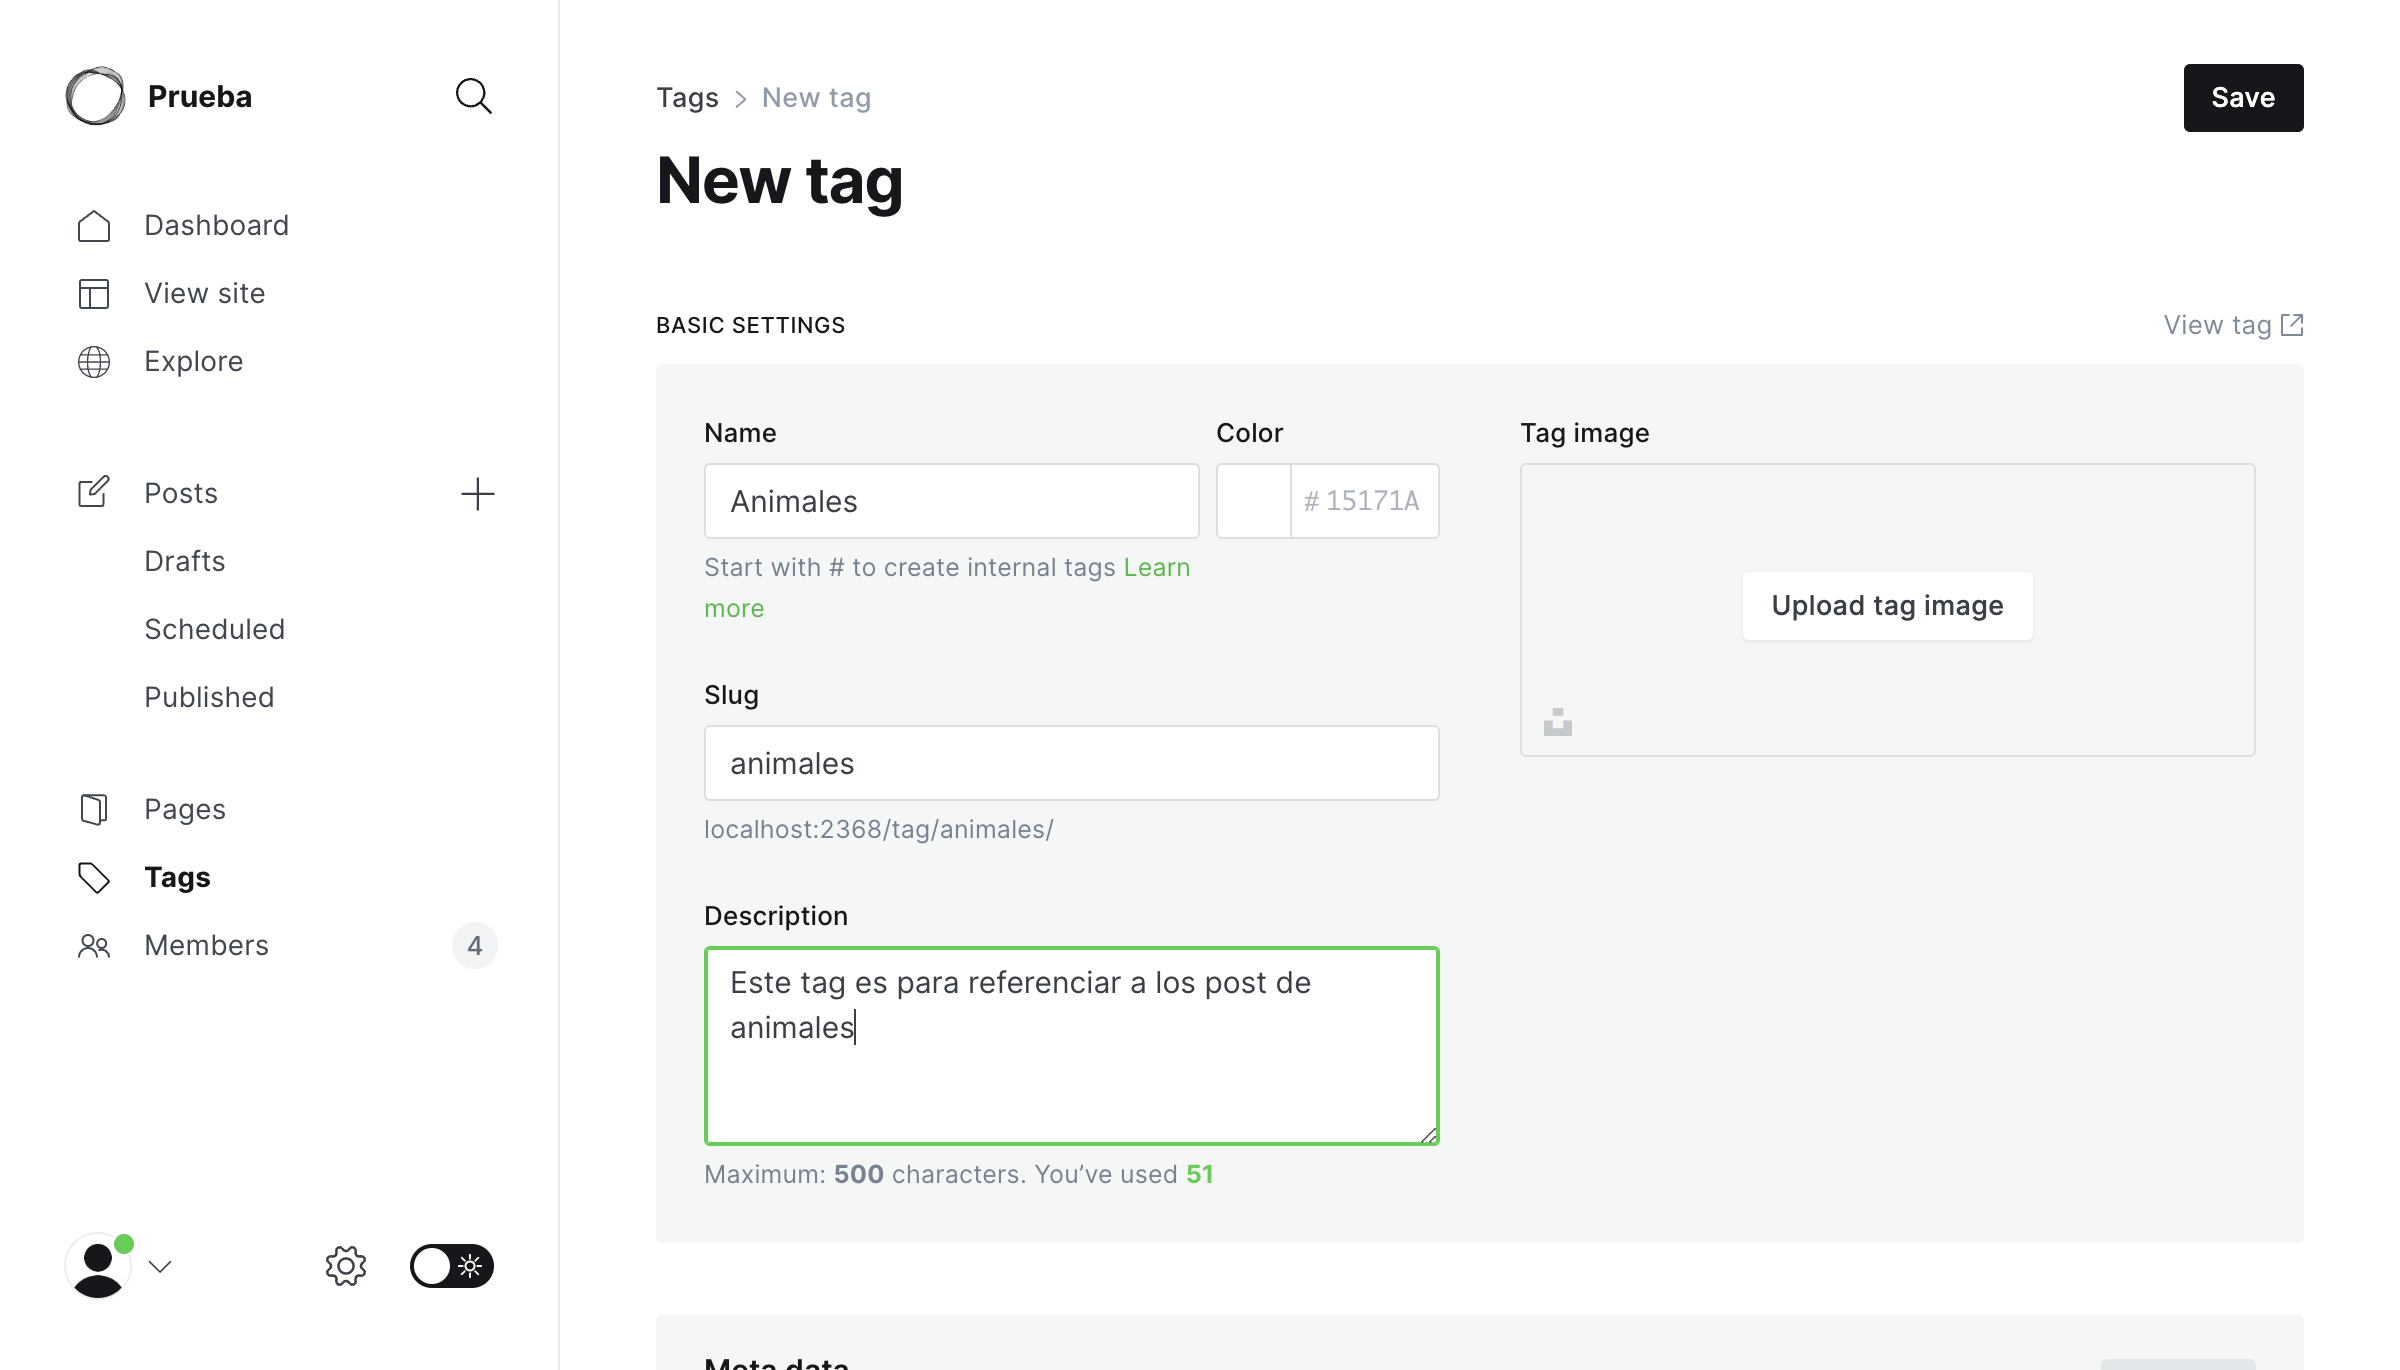 Prueba
Dashboard
View site
Explore
Posts
Drafts
Scheduled
Published
Pages
Tags
Members
4
Tags > New tag
Save
New tag
BASIC SETTINGS
View tag
Name
Animales
Start with # to create internal tags Learn
more
Color
# 15171A
Slug
animales
localhost:2368/tag/animales/
Description
Este tag es para referenciar a los post de
animales
Maximum: 500 characters. You’ve used 51
Tag image
Upload tag image
Meta data